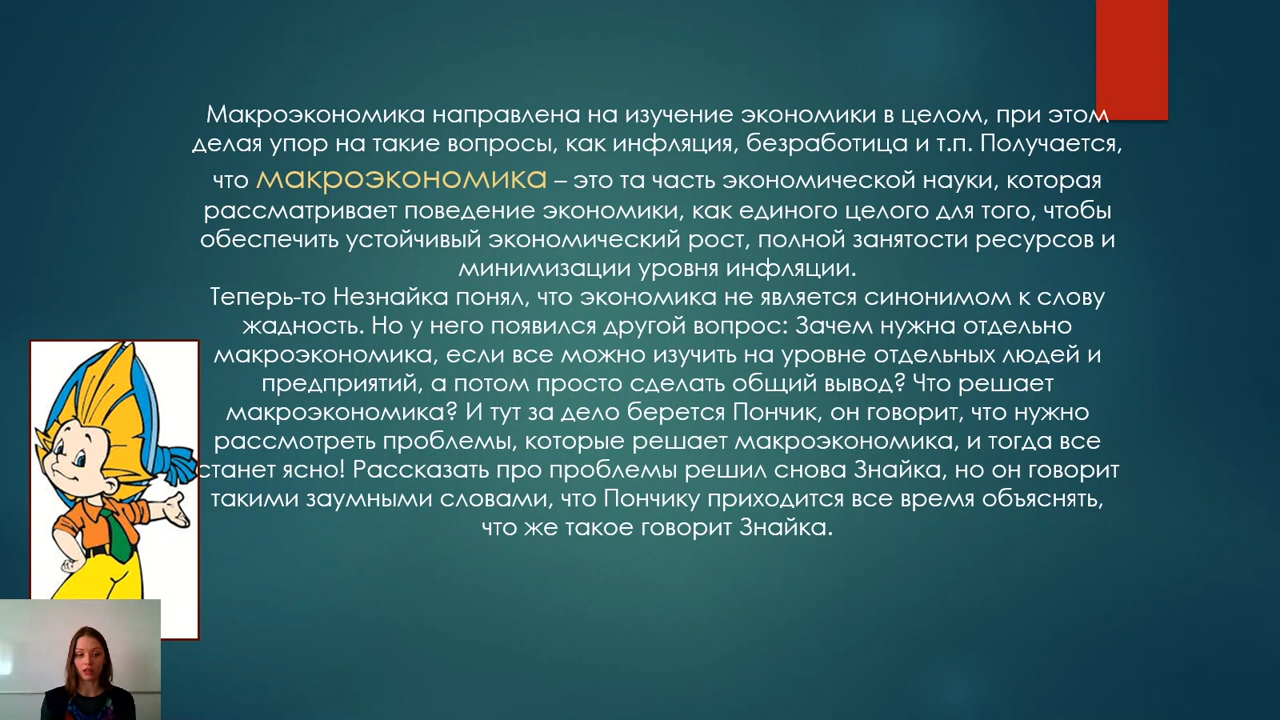 Макроэкономика направлена на изучение экономики в целом, при этом
делая упор на такие вопросы, как инфляция, безработица и т.п. Получается,
что макроэкономика – это та часть экономической науки, которая
рассматривает поведение экономики, как единого целого для того, чтобы
обеспечить устойчивый экономический рост, полной занятости ресурсов и
минимизации уровня инфляции.
Теперь-то Незнайка понял, что экономика не является синонимом к слову
жадность. Но у него появился другой вопрос: Зачем нужна отдельно
макроэкономика, если все можно изучить на уровне отдельных людей и
предприятий, а потом просто сделать общий вывод? Что решает
макроэкономика? И тут за дело берется Пончик, он говорит, что нужно
рассмотреть проблемы, которые решает макроэкономика, и тогда все
станет ясно! Рассказать про проблемы решил снова Знайка, но он говорит
такими заумными словами, что Пончику приходится все время объяснять,
что же такое говорит Знайка.